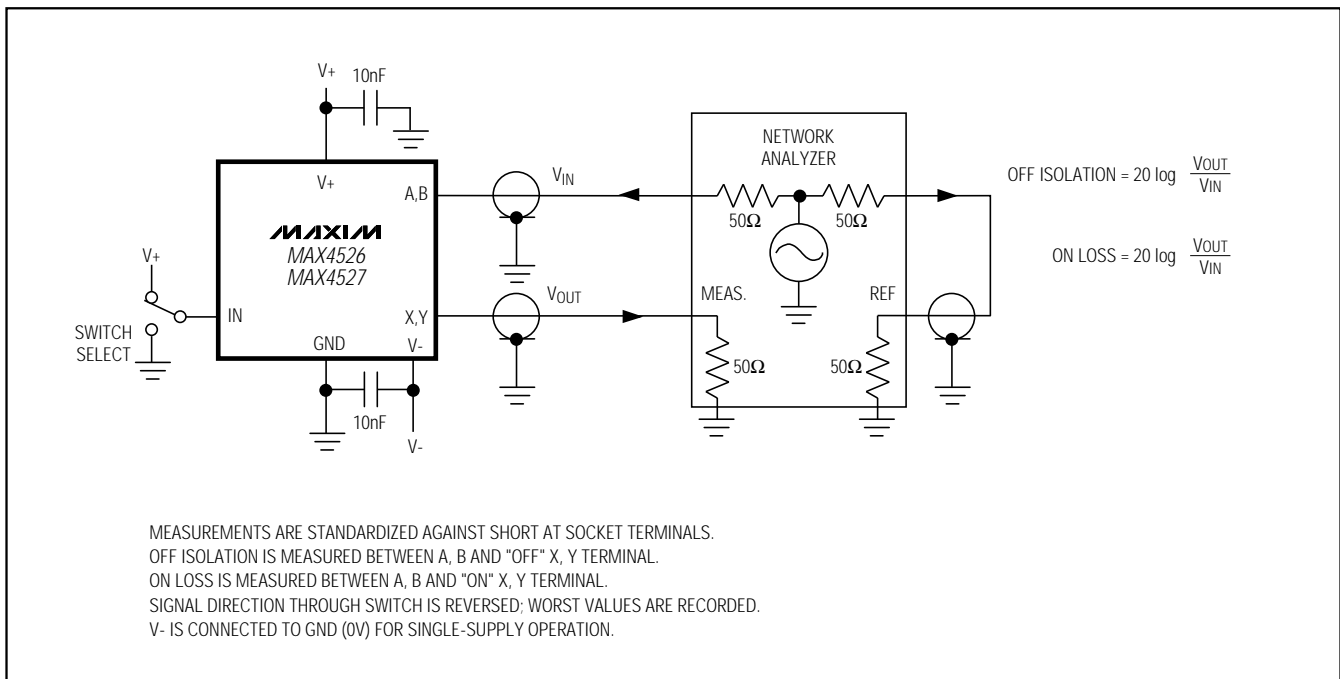 V+
10nF
V+
A,B
VIN
MAXIM
MAX4526
MAX4527
V+
SWITCH
SELECT
IN
X,Y
VOUT
GND
V-
10nF
V-
NETWORK
ANALYZER
50Ω
50Ω
MEAS.
REF
50Ω
50Ω
OFF ISOLATION = 20 log VOUT
VIN
ON LOSS = 20 log VOUT
VIN
MEASUREMENTS ARE STANDARDIZED AGAINST SHORT AT SOCKET TERMINALS.
OFF ISOLATION IS MEASURED BETWEEN A, B AND "OFF" X, Y TERMINAL.
ON LOSS IS MEASURED BETWEEN A, B AND "ON" X, Y TERMINAL.
SIGNAL DIRECTION THROUGH SWITCH IS REVERSED; WORST VALUES ARE RECORDED.
V- IS CONNECTED TO GND (0V) FOR SINGLE-SUPPLY OPERATION.